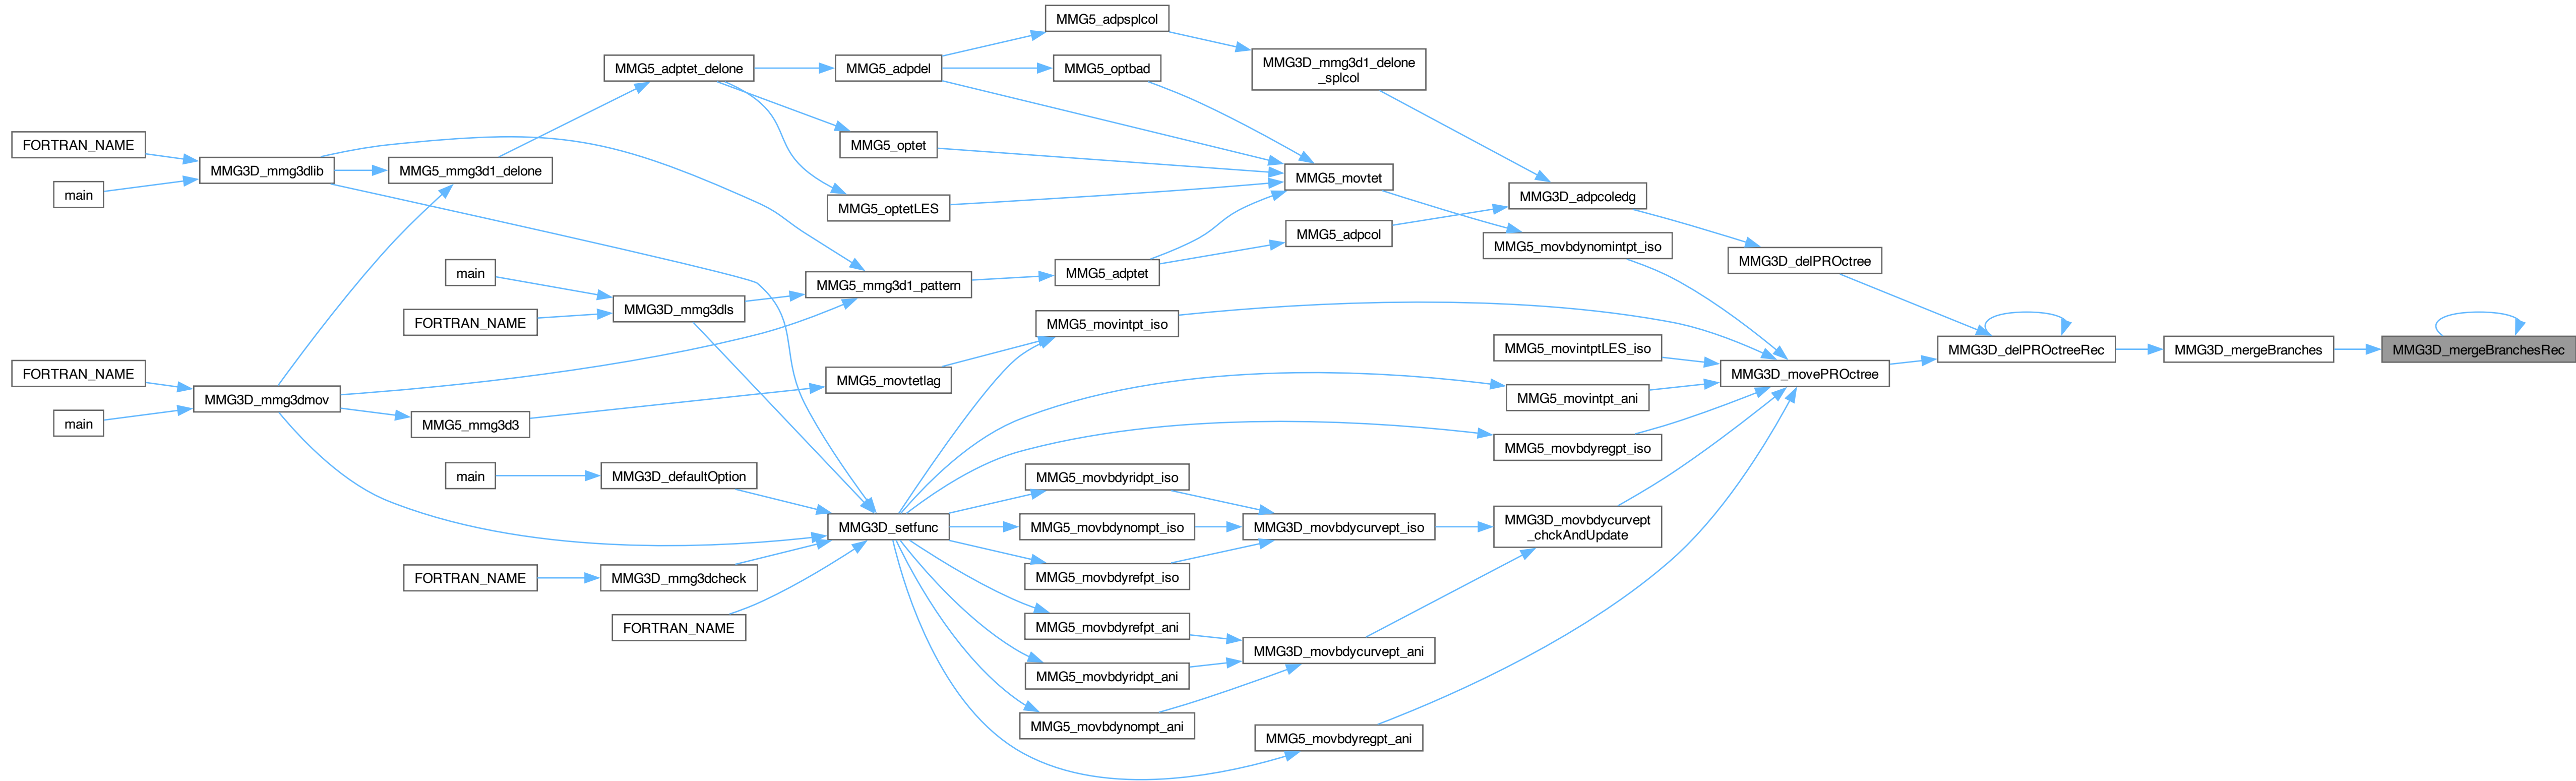 MMG5_adpsplcol
MMG5_adptet_delone
MMG5_adpdel
MMG5_optbad
MMG3D_mmg3d1_delone
_splcol
FORTRAN_NAME
MMG5_optet
MMG3D_mmg3dlib
MMG5_mmg3d1_delone
MMG5_movtet
main
MMG3D_adpcoledg
MMG5_optetLES
MMG5_adpcol
MMG5_movbdynomintpt_iso
MMG3D_delPROctree
main
MMG5_adptet
MMG5_mmg3d1_pattern
MMG3D_mmg3dls
FORTRAN_NAME
MMG5_movintpt_iso
MMG5_movintptLES_iso
MMG3D_delPROctreeRec
MMG3D_mergeBranches
MMG3D_mergeBranchesRec
FORTRAN_NAME
MMG5_movtetlag
MMG3D_movePROctree
MMG3D_mmg3dmov
MMG5_movintpt_ani
main
MMG5_mmg3d3
MMG5_movbdyregpt_iso
main
MMG3D_defaultOption
MMG5_movbdyridpt_iso
MMG3D_setfunc
MMG5_movbdynompt_iso
MMG3D_movbdycurvept_iso
MMG3D_movbdycurvept
_chckAndUpdate
FORTRAN_NAME
MMG3D_mmg3dcheck
MMG5_movbdyrefpt_iso
FORTRAN_NAME
MMG5_movbdyrefpt_ani
MMG3D_movbdycurvept_ani
MMG5_movbdyridpt_ani
MMG5_movbdynompt_ani
MMG5_movbdyregpt_ani